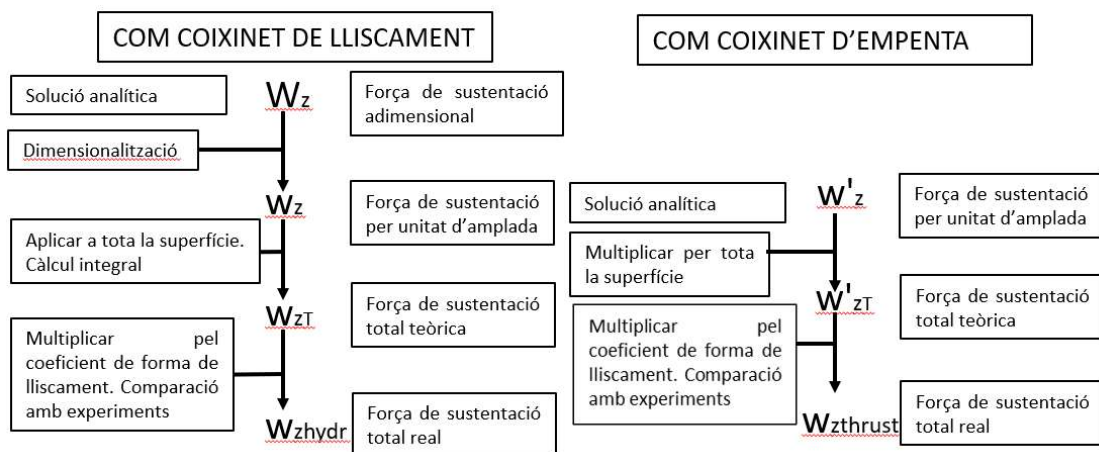 COM COIXINET DE LLISCAMENT
Solució analítica
Wz
Força de sustentació
adimensional
Dimensionalització
wz
Força de sustentació
per unitat d'amplada
Aplicar a tota la superfície.
Càlcul integral
wzT
Força de sustentació
total teòrica
Multiplicar pel
coeficient de forma de
lliscament. Comparació
amb experiments
wzhydr
Força de sustentació
total real
COM COIXINET D'EMPENTA
Solució analítica
w'z
Força de sustentació
per unitat d'amplada
Multiplicar per tota
la superfície
w'zT
Força de sustentació
total teòrica
Multiplicar pel
coeficient de forma de
lliscament. Comparació
amb experiments
wzthrust
Força de sustentació
total real